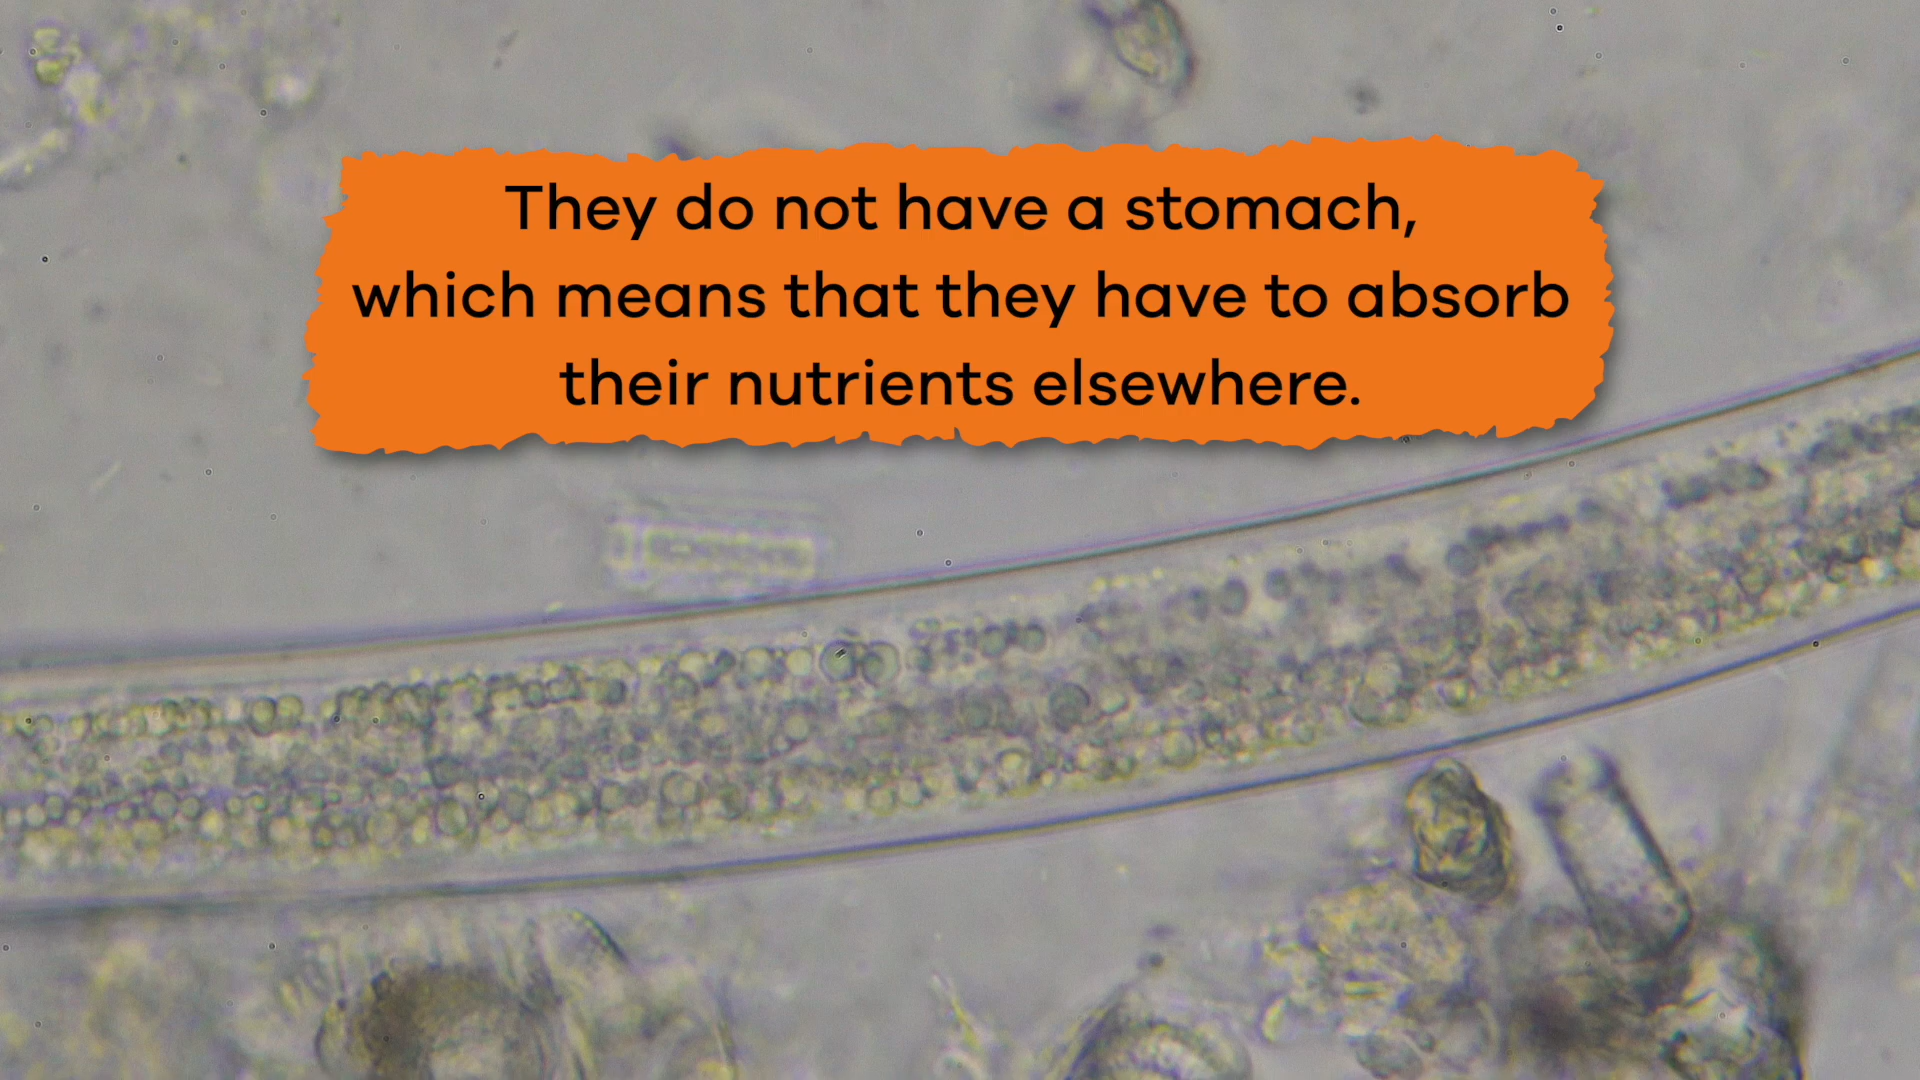 They do not have a stomach,
which means that they have to absorb
their nutrients elsewhere.